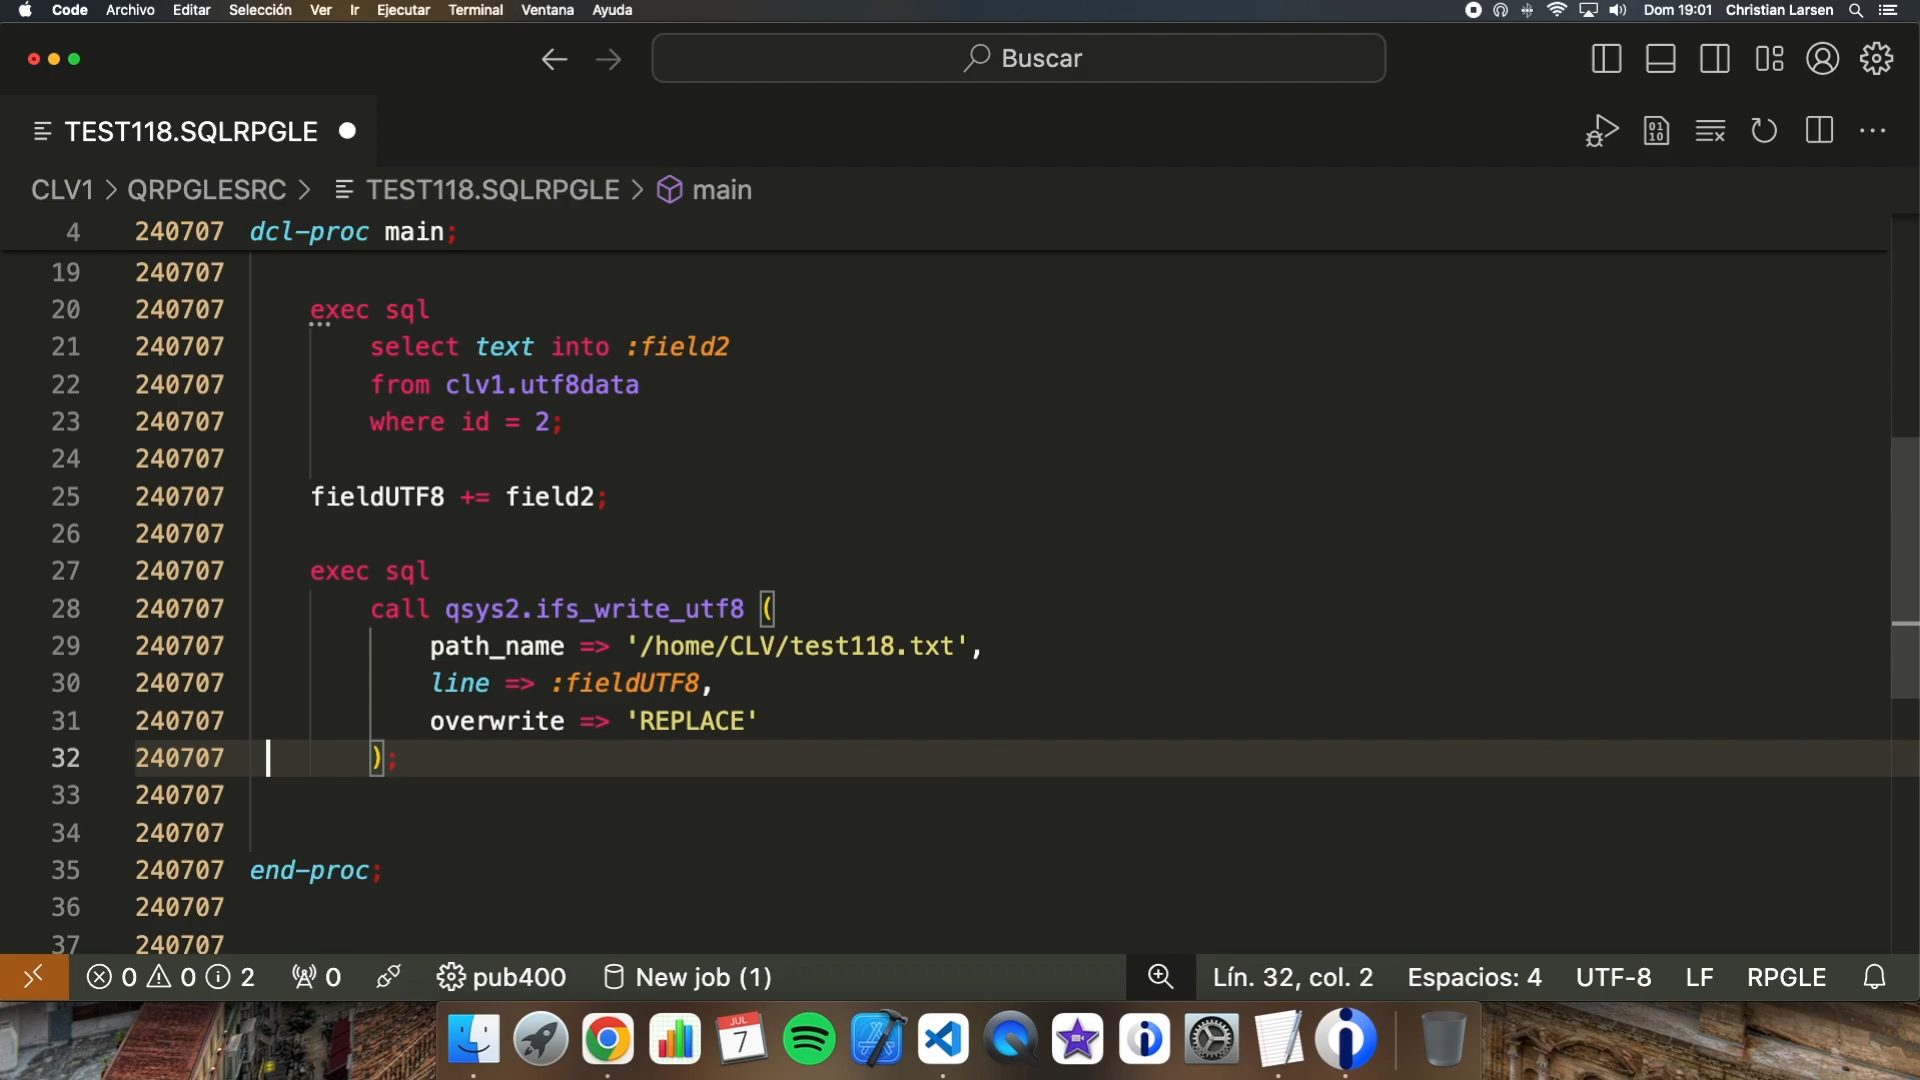 Code Archivo Editar Selección Ver Ir Ejecutar Terminal Ventana Ayuda Dom 19:01 Christian Larsen
Buscar
TEST118.SQLRPGLE
CLV1 > QRPGLESRC > TEST118.SQLRPGLE > main
4 240707 dcl-proc main;
19 240707
20 240707 exec sql
21 240707 select text into :field2
22 240707 from clv1.utf8data
23 240707 where id = 2;
24 240707
25 240707 fieldUTF8 += field2;
26 240707
27 240707 exec sql
28 240707 call qsys2.ifs_write_utf8 (
29 240707 path_name => '/home/CLV/test118.txt',
30 240707 line => :fieldUTF8,
31 240707 overwrite => 'REPLACE'
32 240707 );
33 240707
34 240707
35 240707 end-proc;
36 240707
37 240707
0 0 2 0 pub400 New job (1) Lín. 32, col. 2 Espacios: 4 UTF-8 LF RPGLE
JUL
7